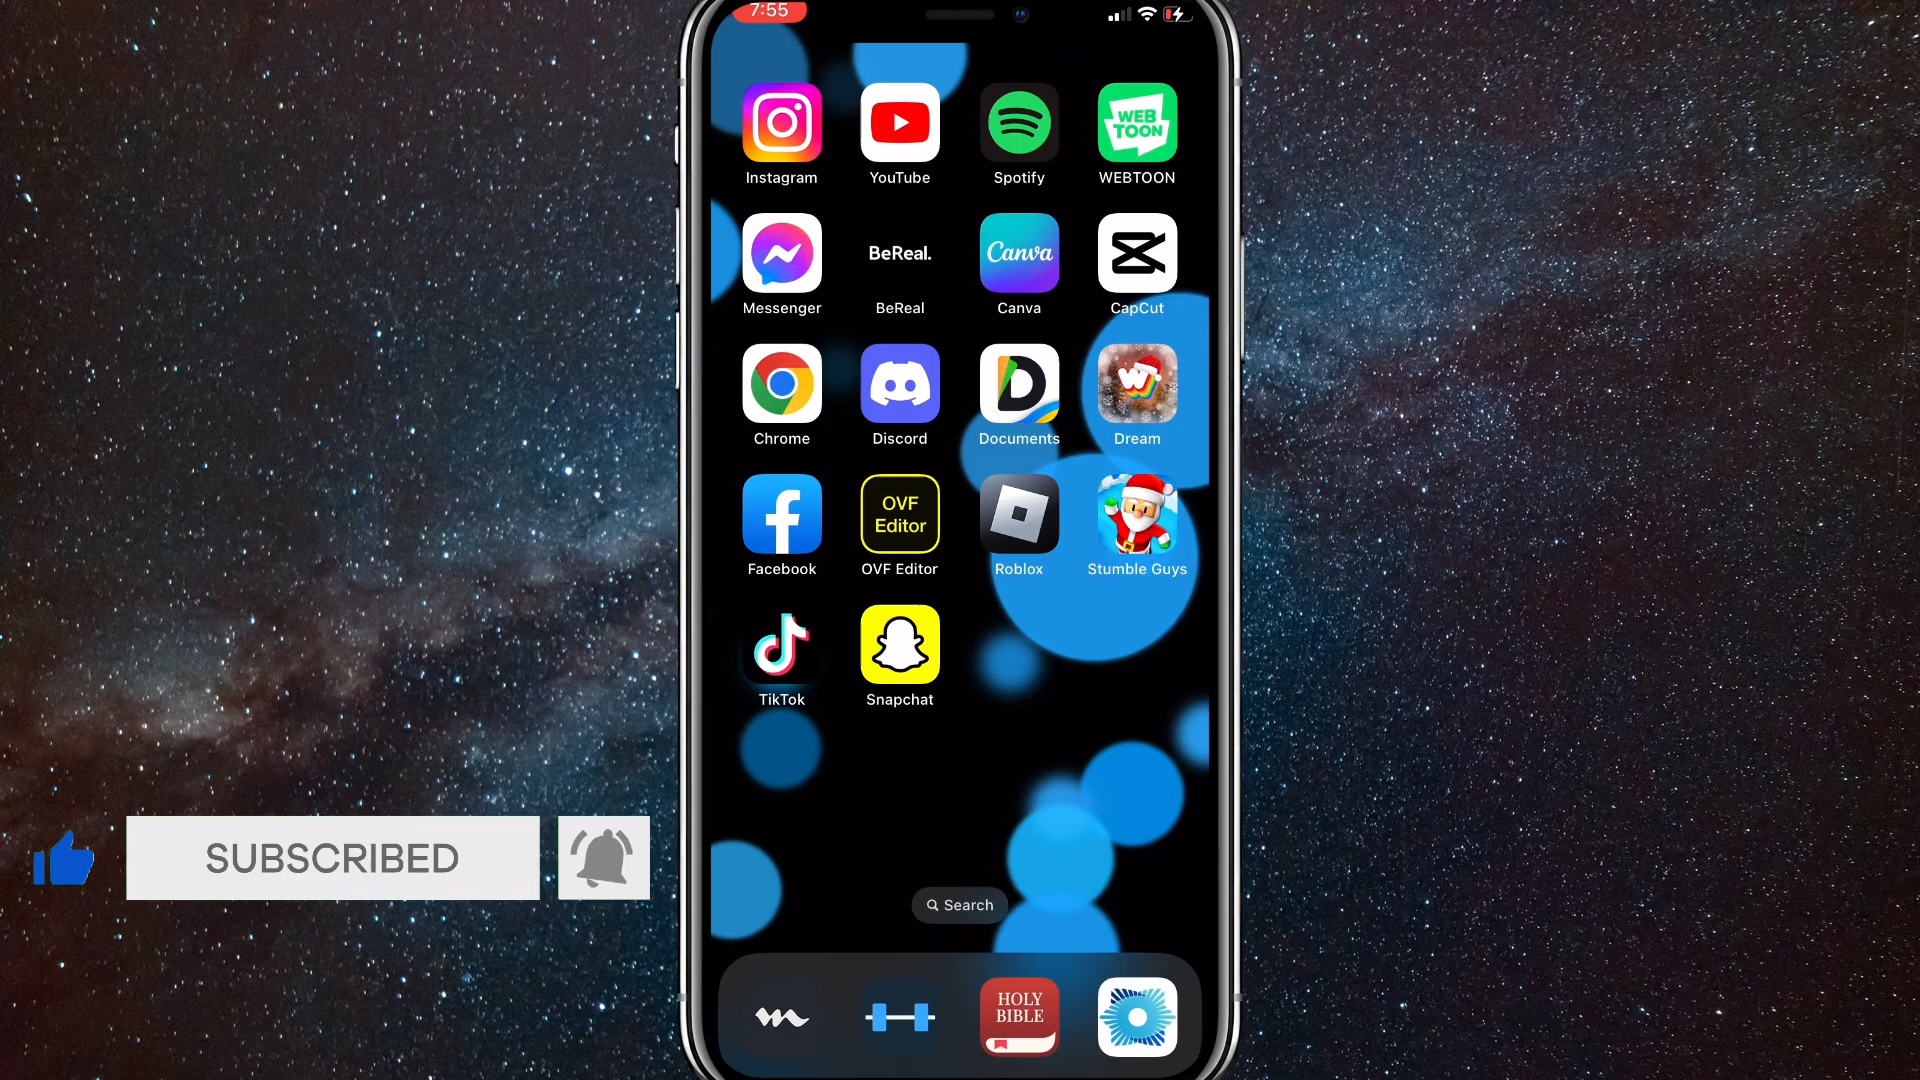 7:55
Instagram
YouTube
Spotify
WEB
TOON
WEBTOON
Messenger
BeReal.
BeReal
Canva
Canva
CapCut
Chrome
Discord
D
Documents
W
Dream
f
Facebook
OVF
Editor
OVF Editor
Roblox
Stumble Guys
TikTok
Snapchat
SUBSCRIBED
Search
HOLY
BIBLE